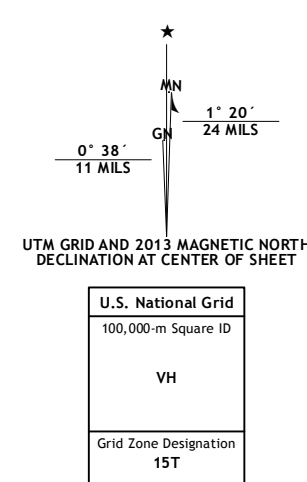 ★
MN
1° 20´
24 MILS
GN
0° 38´
11 MILS
UTM GRID AND 2013 MAGNETIC NORTH
DECLINATION AT CENTER OF SHEET
U.S. National Grid
100,000-m Square ID
VH
Grid Zone Designation
15T